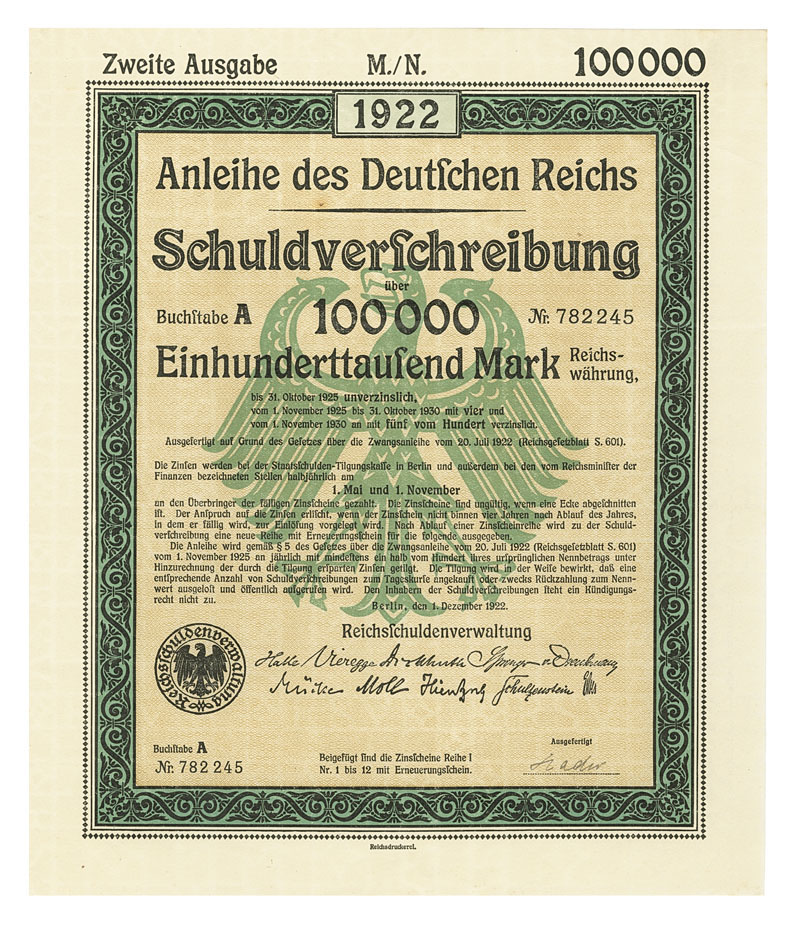 Zweite Ausgabe M./N. 100000
1922
Anleihe des Deutſchen Reichs
Schuldverſchreibung
über
Buchſtabe A 100000 Nr. 782245
Einhunderttauſend Mark Reichs-
währung,
bis 31. Oktober 1925 unverzinslich,
vom 1. November 1925 bis 31. Oktober 1930 mit vier und
vom 1. November 1930 an mit fünf vom Hundert verzinslich.
Ausgefertigt auf Grund des Geſetzes über die Zwangsanleihe vom 20. Juli 1922 (Reichsgeſetzblatt S. 601).
Die Zinſen werden bei der Staatsſchulden-Tilgungskaſſe in Berlin und außerdem bei den vom Reichsminiſter der
Finanzen bezeichneten Stellen halbjährlich am
1. Mai und 1. November
an den Überbringer der fälligen Zinsſcheine gezahlt. Die Zinsſcheine ſind ungültig, wenn eine Ecke abgeſchnitten
iſt. Der Anſpruch auf die Zinſen erliſcht, wenn der Zinsſchein nicht binnen vier Jahren nach Ablauf des Jahres,
in dem er fällig wird, zur Einlöſung vorgelegt wird. Nach Ablauf einer Zinsſcheinreihe wird zu der Schuld-
verſchreibung eine neue Reihe mit Erneuerungsſchein für die folgende ausgegeben.
Die Anleihe wird gemäß § 5 des Geſetzes über die Zwangsanleihe vom 20. Juli 1922 (Reichsgeſetzblatt S. 601)
vom 1. November 1925 an jährlich mit mindeſtens ein halb vom Hundert ihres urſprünglichen Nennbetrags unter
Hinzurechnung der durch die Tilgung erſparten Zinſen getilgt. Die Tilgung wird in der Weiſe bewirkt, daß eine
entſprechende Anzahl von Schuldverſchreibungen zum Tageskurſe angekauft oder zwecks Rückzahlung zum Nenn-
wert ausgeloſt und öffentlich aufgerufen wird. Den Inhabern der Schuldverſchreibungen ſteht ein Kündigungs-
recht nicht zu.
Berlin, den 1. Dezember 1922.
Reichsſchuldenverwaltung
Reichsſchuldenverwaltung
Halle Vieregge
Mücke Moll Schulzenstein
Buchſtabe A
Nr. 782245
Beigefügt ſind die Zinsſcheine Reihe I
Nr. 1 bis 12 mit Erneuerungsſchein.
Ausgefertigt
Reichsdruckerei.